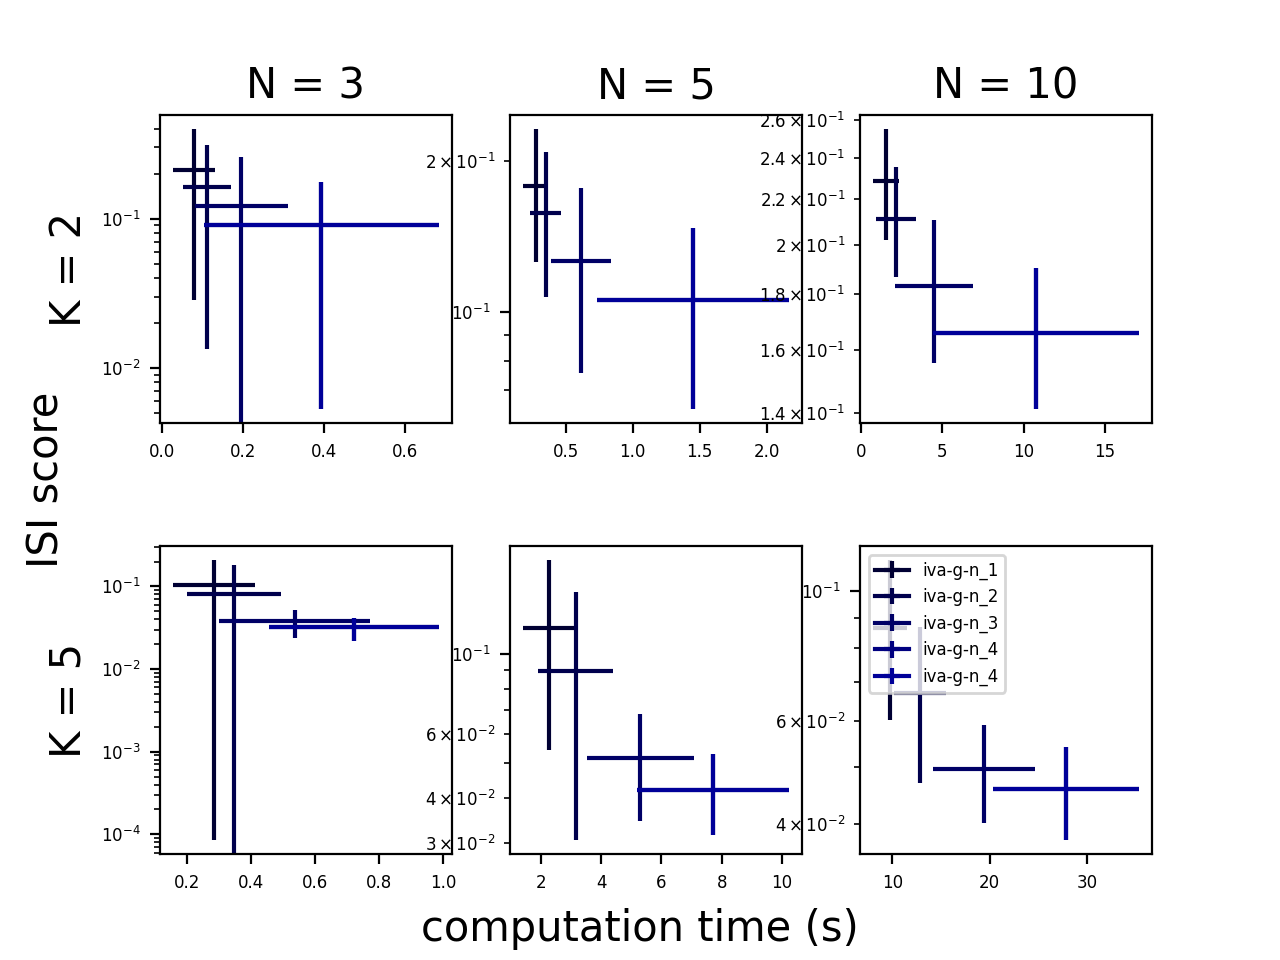 N = 3
N = 5
N = 10
K = 2
10⁻¹
10⁻²
0.0 0.2 0.4 0.6
2×10⁻¹
10⁻¹
0.5 1.0 1.5 2.0
2.6×10⁻¹
2.4×10⁻¹
2.2×10⁻¹
2×10⁻¹
1.8×10⁻¹
1.6×10⁻¹
1.4×10⁻¹
0 5 10 15
ISI score
K = 5
10⁻¹
10⁻²
10⁻³
10⁻⁴
0.2 0.4 0.6 0.8 1.0
10⁻¹
6×10⁻²
4×10⁻²
3×10⁻²
2 4 6 8 10
10⁻¹
6×10⁻²
4×10⁻²
iva-g-n_1
iva-g-n_2
iva-g-n_3
iva-g-n_4
iva-g-n_4
10 20 30
computation time (s)